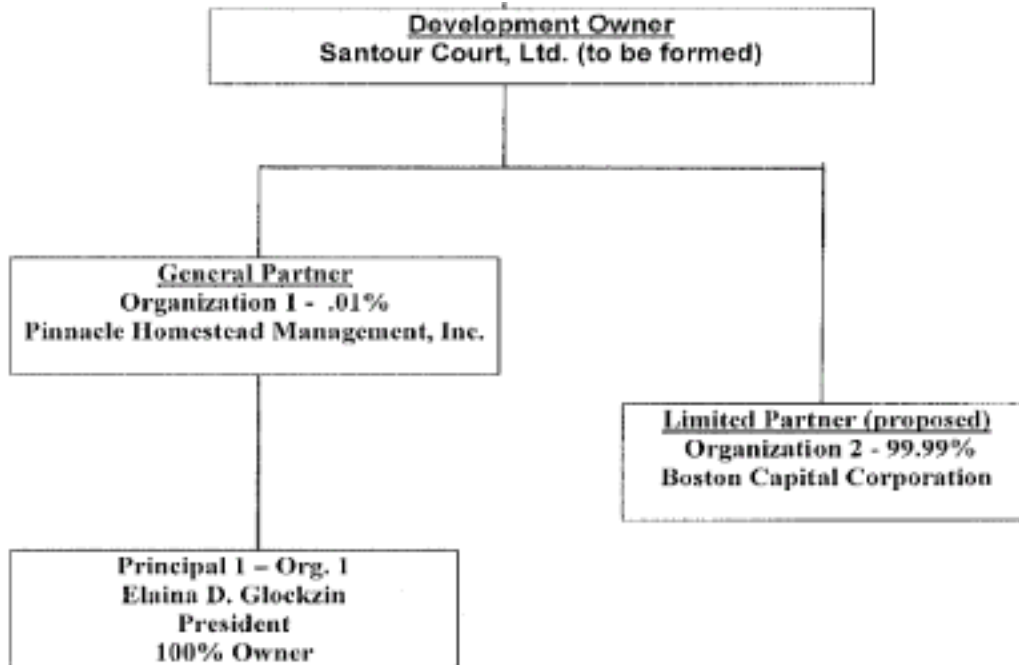 Development Owner
Santour Court, Ltd. (to be formed)
General Partner
Organization 1 - .01%
Pinnacle Homestead Management, Inc.
Limited Partner (proposed)
Organization 2 - 99.99%
Boston Capital Corporation
Principal 1 – Org. 1
Elaina D. Glockzin
President
100% Owner